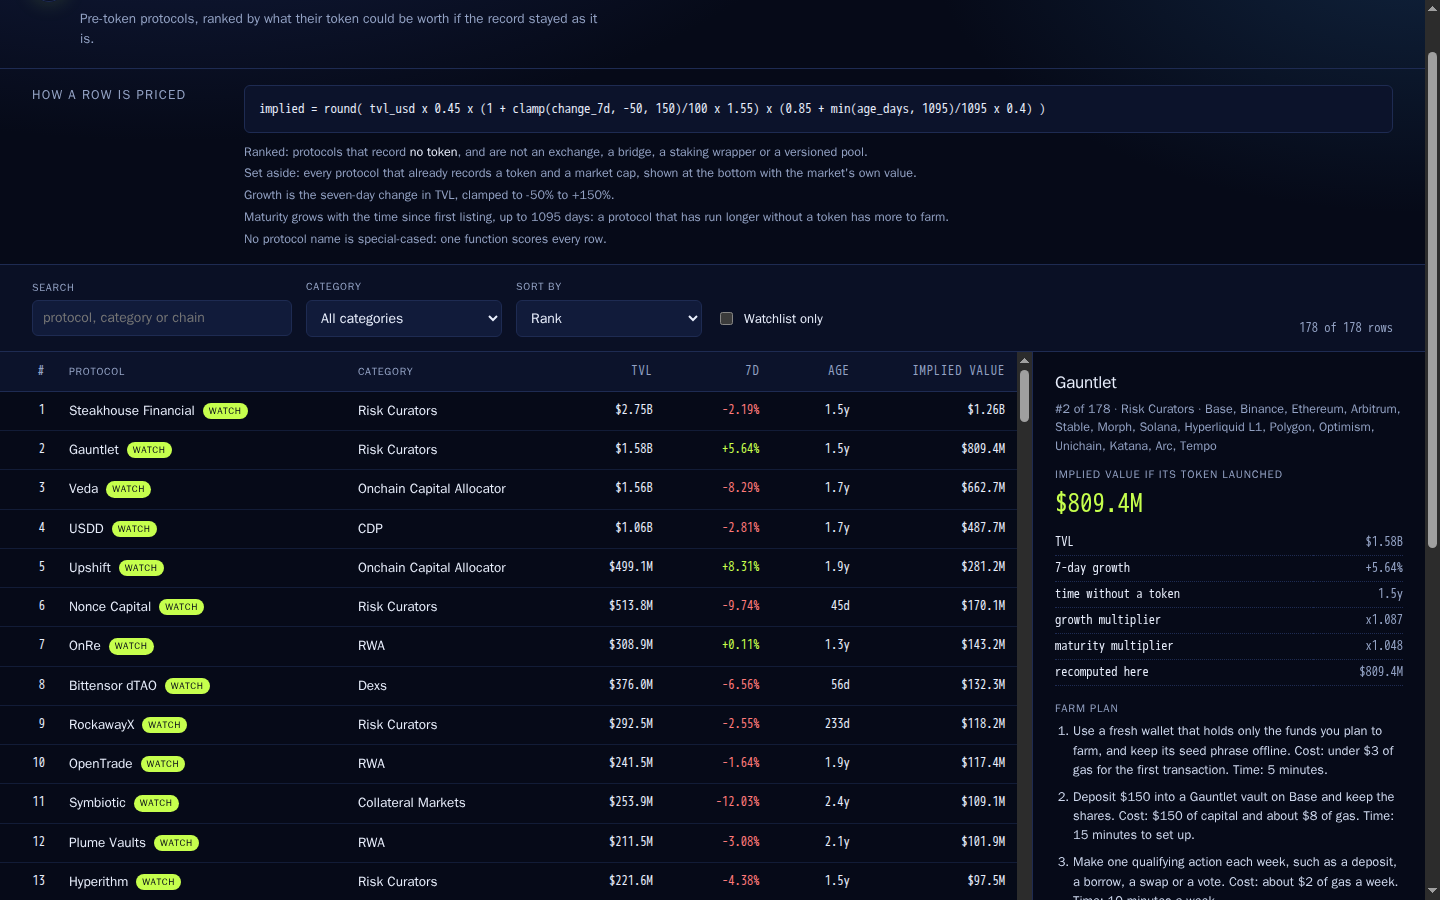 Pre-token protocols, ranked by what their token could be worth if the record stayed as it
is.
HOW A ROW IS PRICED
implied = round( tvl_usd x 0.45 x (1 + clamp(change_7d, -50, 150)/100 x 1.55) x (0.85 + min(age_days, 1095)/1095 x 0.4) )
Ranked: protocols that record no token, and are not an exchange, a bridge, a staking wrapper or a versioned pool.
Set aside: every protocol that already records a token and a market cap, shown at the bottom with the market's own value.
Growth is the seven-day change in TVL, clamped to -50% to +150%.
Maturity grows with the time since first listing, up to 1095 days: a protocol that has run longer without a token has more to farm.
No protocol name is special-cased: one function scores every row.
SEARCH
protocol, category or chain
CATEGORY
All categories
SORT BY
Rank
Watchlist only
178 of 178 rows
# PROTOCOL CATEGORY TVL 7D AGE IMPLIED VALUE
1 Steakhouse Financial WATCH Risk Curators $2.75B -2.19% 1.5y $1.26B
2 Gauntlet WATCH Risk Curators $1.58B +5.64% 1.5y $809.4M
3 Veda WATCH Onchain Capital Allocator $1.56B -8.29% 1.7y $662.7M
4 USDD WATCH CDP $1.06B -2.81% 1.7y $487.7M
5 Upshift WATCH Onchain Capital Allocator $499.1M +8.31% 1.9y $281.2M
6 Nonce Capital WATCH Risk Curators $513.8M -9.74% 45d $170.1M
7 OnRe WATCH RWA $308.9M +0.11% 1.3y $143.2M
8 Bittensor dTAO WATCH Dexs $376.0M -6.56% 56d $132.3M
9 RockawayX WATCH Risk Curators $292.5M -2.55% 233d $118.2M
10 OpenTrade WATCH RWA $241.5M -1.64% 1.9y $117.4M
11 Symbiotic WATCH Collateral Markets $253.9M -12.03% 2.4y $109.1M
12 Plume Vaults WATCH RWA $211.5M -3.08% 2.1y $101.9M
13 Hyperithm WATCH Risk Curators $221.6M -4.38% 1.5y $97.5M
Gauntlet
#2 of 178 · Risk Curators · Base, Binance, Ethereum, Arbitrum,
Stable, Morph, Solana, Hyperliquid L1, Polygon, Optimism,
Unichain, Katana, Arc, Tempo
IMPLIED VALUE IF ITS TOKEN LAUNCHED
$809.4M
TVL $1.58B
7-day growth +5.64%
time without a token 1.5y
growth multiplier x1.087
maturity multiplier x1.048
recomputed here $809.4M
FARM PLAN
1. Use a fresh wallet that holds only the funds you plan to
farm, and keep its seed phrase offline. Cost: under $3 of
gas for the first transaction. Time: 5 minutes.
2. Deposit $150 into a Gauntlet vault on Base and keep the
shares. Cost: $150 of capital and about $8 of gas. Time:
15 minutes to set up.
3. Make one qualifying action each week, such as a deposit,
a borrow, a swap or a vote. Cost: about $2 of gas a week.
Time: 10 minutes a week.